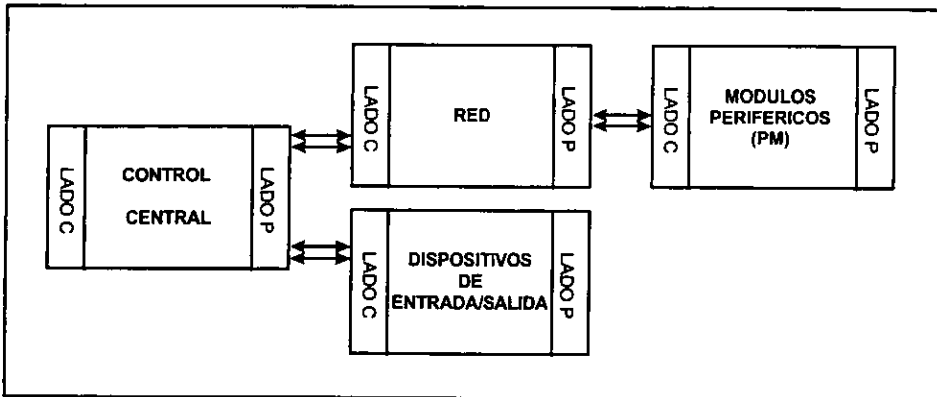 LADO C
CONTROL
CENTRAL
LADO P
LADO C
RED
LADO P
LADO C
MODULOS
PERIFERICOS
(PM)
LADO P
LADO C
DISPOSITIVOS
DE
ENTRADA/SALIDA
LADO P